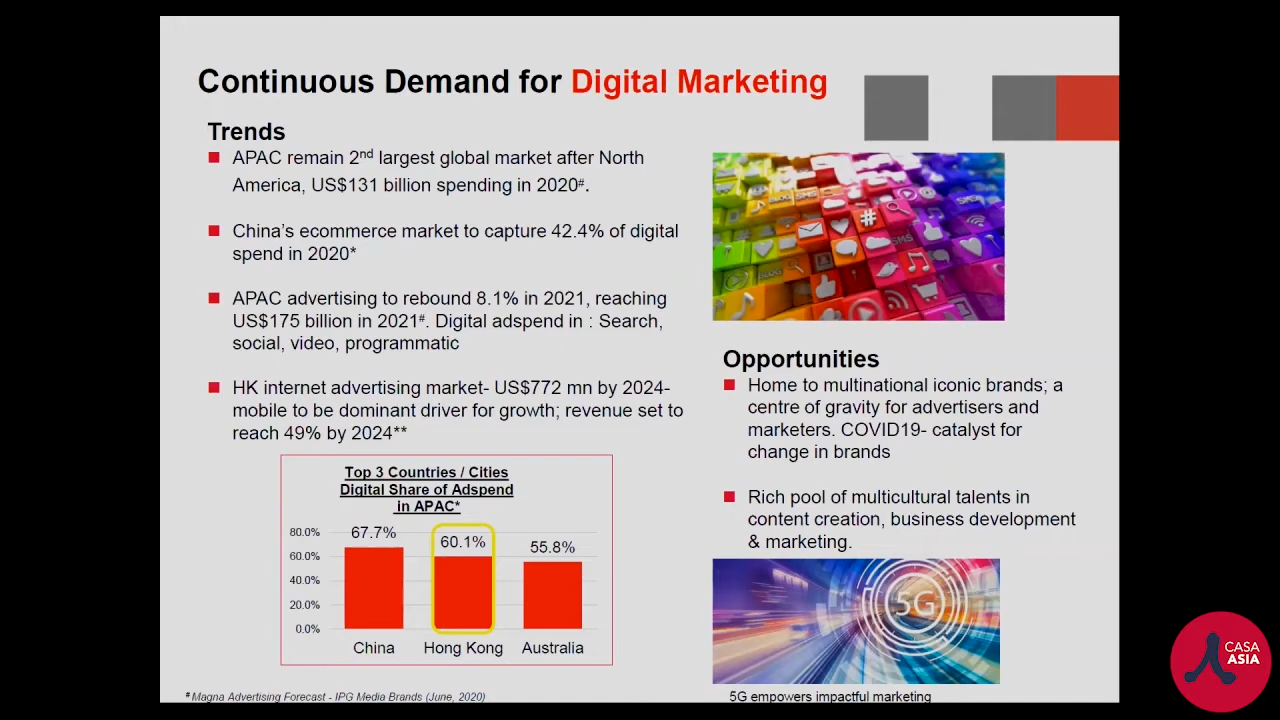 Continuous Demand for Digital Marketing
Trends
APAC remain 2nd largest global market after North
America, US$131 billion spending in 2020#.
China's ecommerce market to capture 42.4% of digital
spend in 2020*
APAC advertising to rebound 8.1% in 2021, reaching
US$175 billion in 2021#. Digital adspend in : Search,
social, video, programmatic
HK internet advertising market- US$772 mn by 2024-
mobile to be dominant driver for growth; revenue set to
reach 49% by 2024**
Top 3 Countries / Cities
Digital Share of Adspend
in APAC*
80.0%
60.0%
40.0%
20.0%
0.0%
67.7%
60.1%
55.8%
China
Hong Kong
Australia
# Magna Advertising Forecast - IPG Media Brands (June, 2020)
BLOG
SMS
SMS
SMS
BLOG
#
Opportunities
Home to multinational iconic brands; a
centre of gravity for advertisers and
marketers. COVID19- catalyst for
change in brands
Rich pool of multicultural talents in
content creation, business development
& marketing.
5G
5G empowers impactful marketing
CASA
ASIA